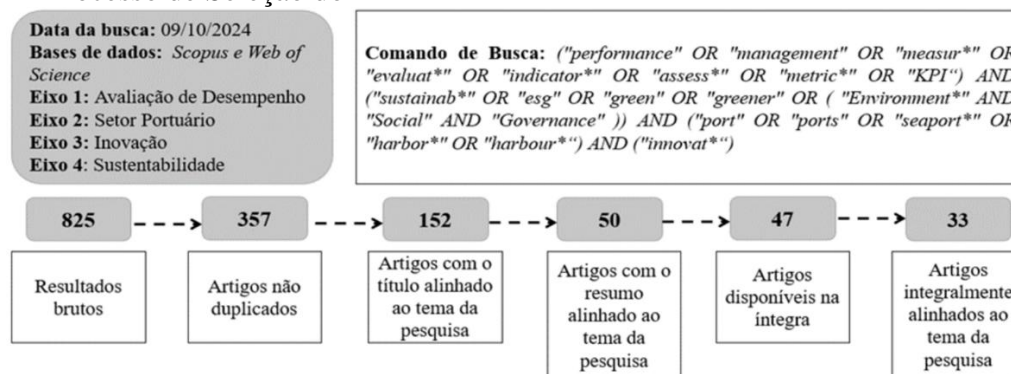 Data da busca: 09/10/2024
Bases de dados: Scopus e Web of
Science
Eixo 1: Avaliação de Desempenho
Eixo 2: Setor Portuário
Eixo 3: Inovação
Eixo 4: Sustentabilidade
Comando de Busca: ("performance" OR "management" OR "measur*" OR
"evaluat*" OR "indicator*" OR "assess*" OR "metric*" OR "KPI“) AND
("sustainab*" OR "esg" OR "green" OR "greener OR ( "Environment*" AND
"Social" AND "Governance" )) AND ("port" OR "ports" OR "seaport*" OR
"harbor*" OR "harbour*“) AND ("innovat*“)
825
357
152
50
47
33
Resultados
brutos
Artigos não
duplicados
Artigos com o
título alinhado
ao tema da
pesquisa
Artigos com o
resumo
alinhado ao
tema da
pesquisa
Artigos
disponíveis na
íntegra
Artigos
integralmente
alinhados ao
tema da
pesquisa